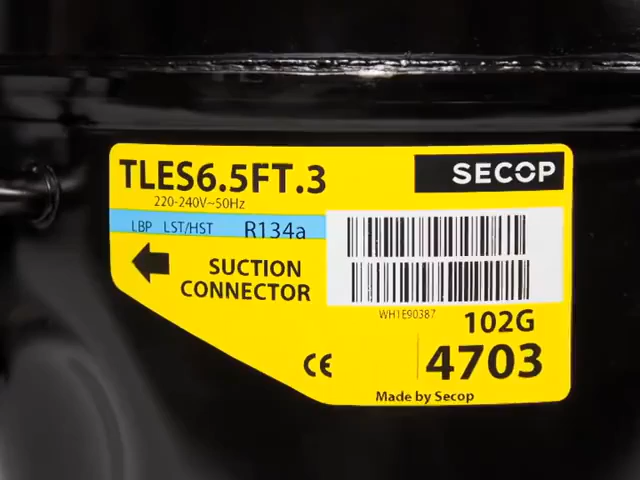 TLES6.5FT.3
SECOP
220-240V~50Hz
LBP LST/HST R134a
SUCTION
CONNECTOR
WH1E90387
102G
4703
CE
Made by Secop